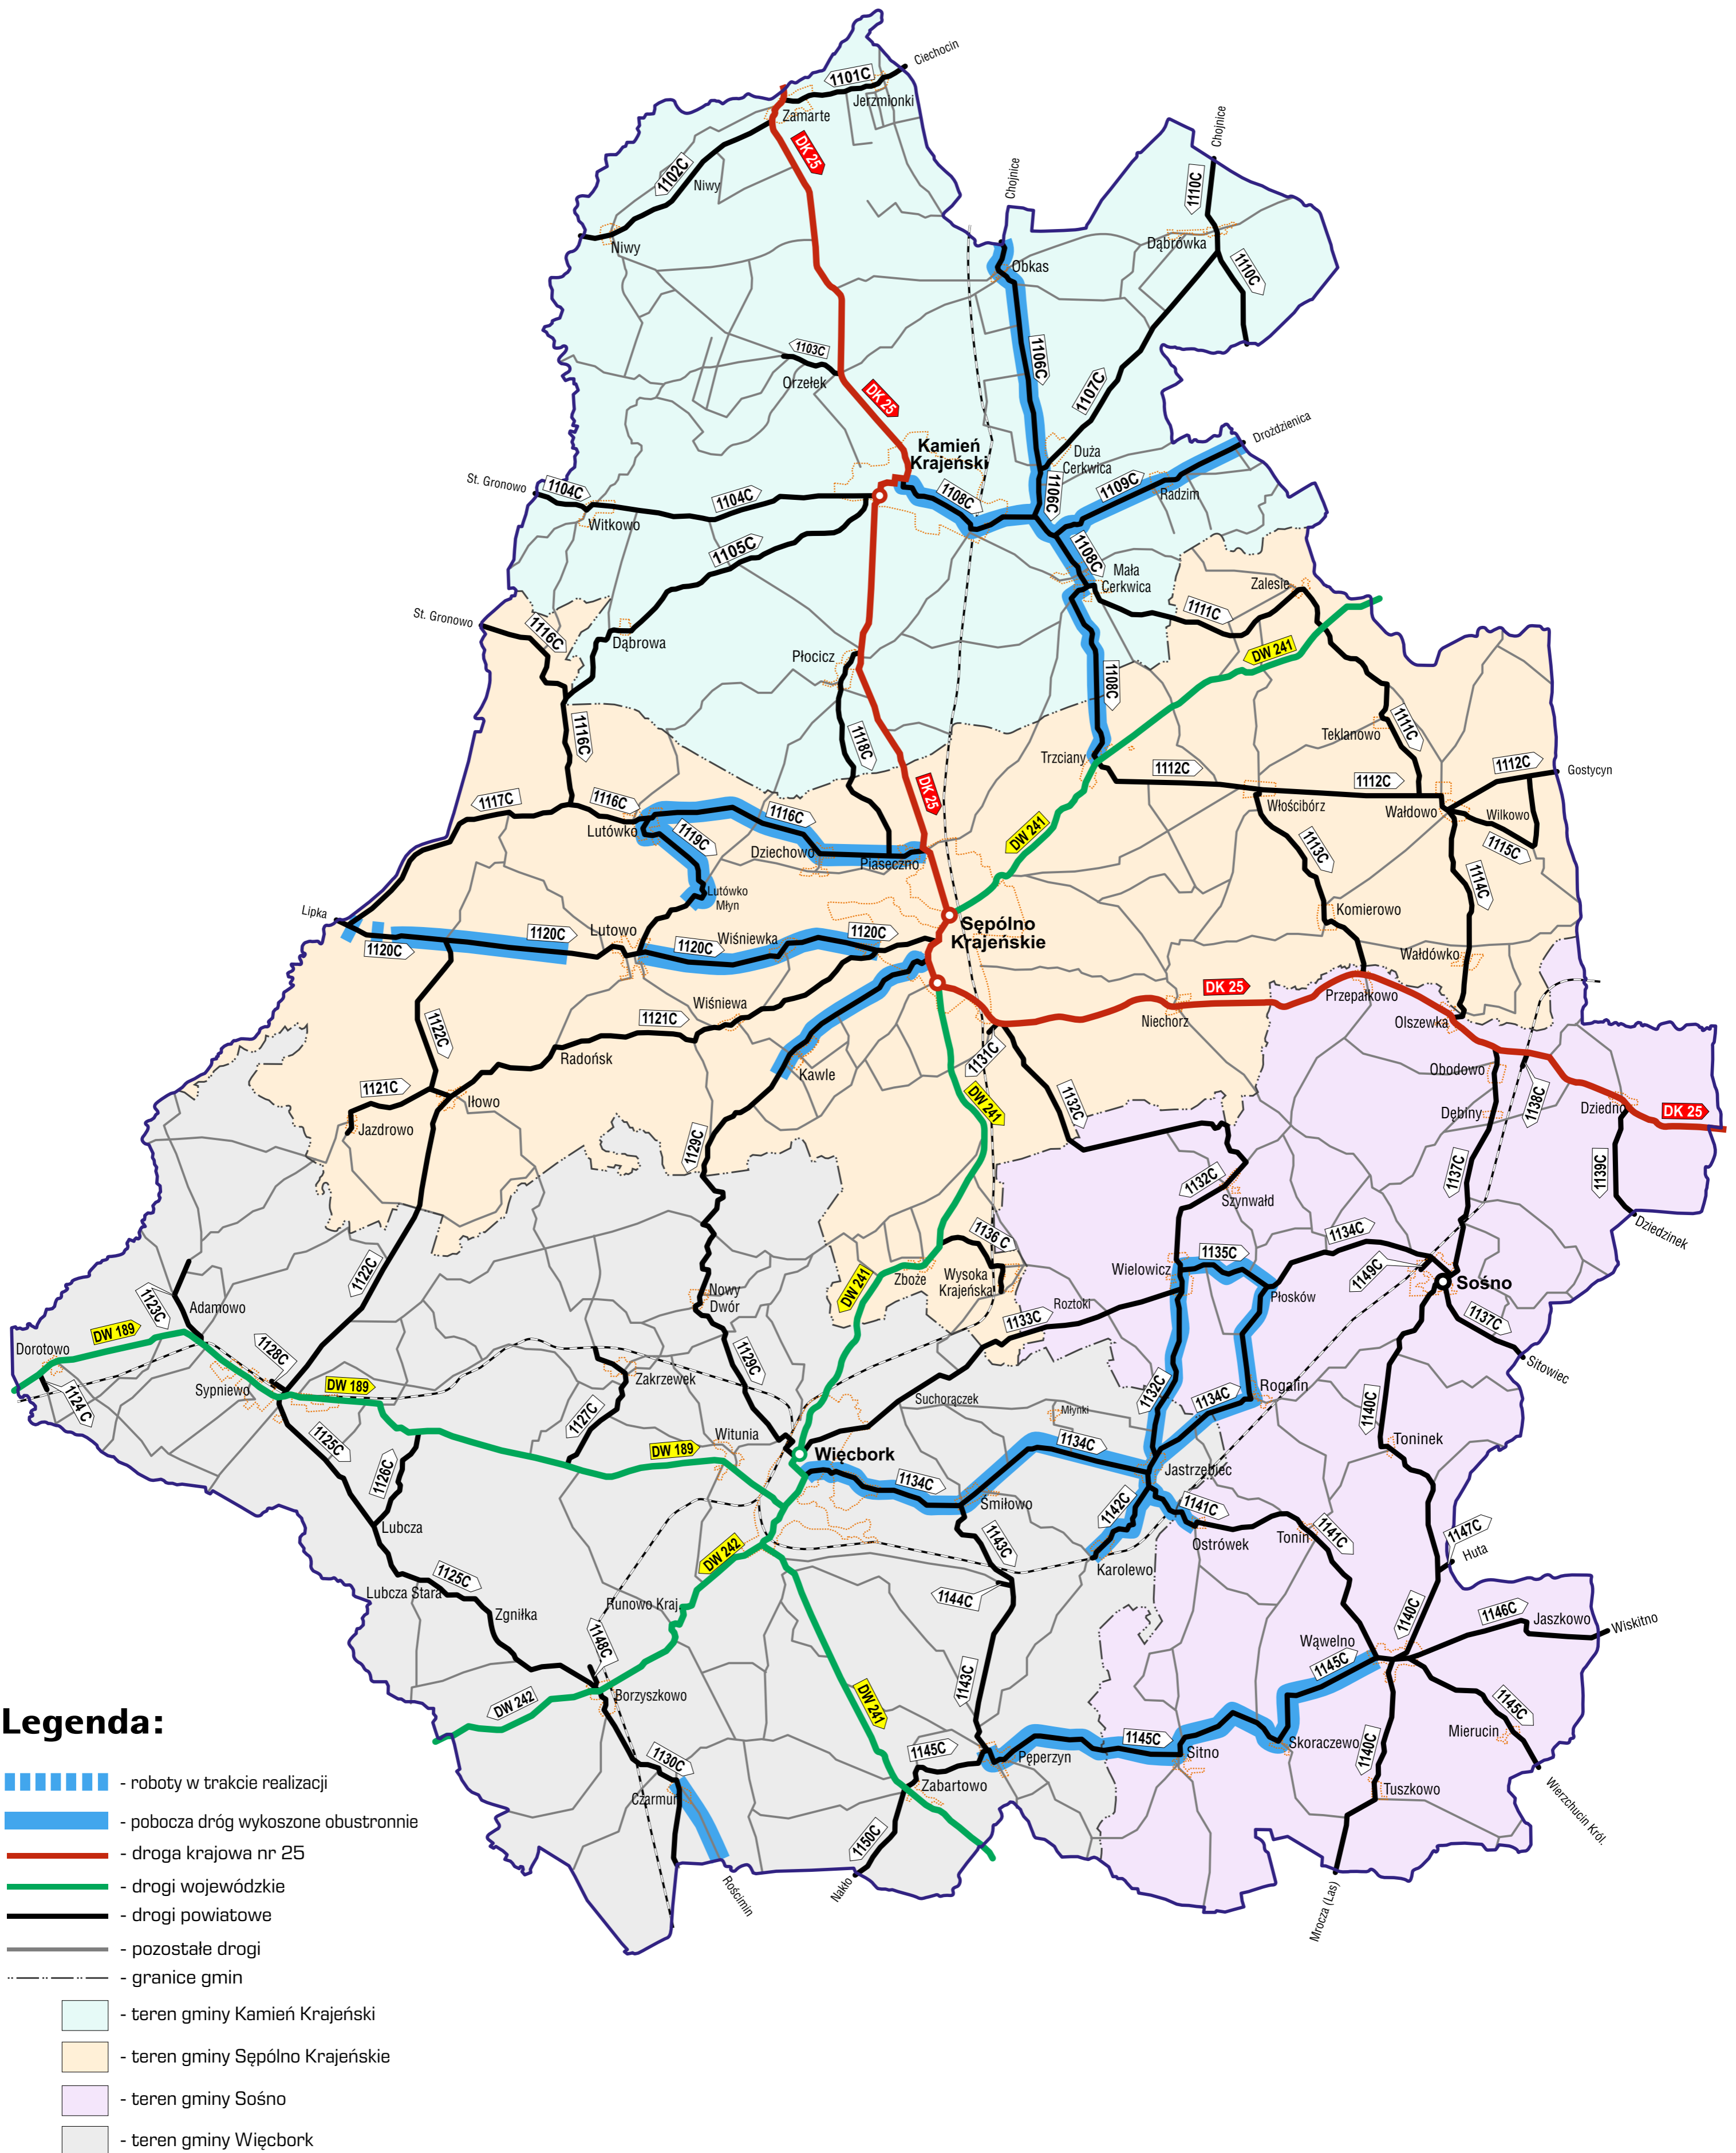 Ciechocin
1101C
Jerzmionki
Zamarte
DK 25
1102C
Niwy
Niwy
Chojnice
Chojnice
1110C
Dąbrówka
1110C
Obkas
1106C
1103C
Orzełek
DK 25
1107C
Kamień
Krajeński
Duża
Cerkwica
Drożdzienica
1109C
Radzim
1106C
St. Gronowo
1104C
1104C
Witkowo
1108C
1105C
1108C
Mała
Cerkwica
Zalesie
1111C
St. Gronowo
1116C
Dąbrowa
Płocicz
DW 241
1108C
1116C
1118C
Teklanowo
1111C
Trzciany
1112C
1112C
1112C
Gostycyn
DK 25
1117C
1116C
1116C
Lutówko
1119C
Dziechowo
Piaseczno
DW 241
Włościbórz
Wałdowo
Wilkowo
1113C
1115C
1114C
Lutówko
Młyn
Komierowo
Lipka
1120C
1120C
Lutowo
1120C
Wiśniewka
1120C
Sępólno
Krajeńskie
Wałdówko
DK 25
Przepałkowo
Niechorz
Olszewka
Wiśniewa
1121C
1122C
Radońsk
Kawle
1131C
1121C
Iłowo
Jazdrowo
DW 241
1132C
Obodowo
1138C
Dębiny
Dziedno
DK 25
1129C
1132C
Szynwałd
1137C
1139C
Dziedzinek
1136 C
1134C
1122C
1135C
Wielowicz
1149C
Sośno
Zboże
Wysoka
Krajeńska
DW 241
Nowy
Dwór
Płosków
Roztoki
1133C
1137C
Sitowiec
1123C
Adamowo
DW 189
Dorotowo
1128C
1124 C
Sypniewo
DW 189
1129C
Zakrzewek
1132C
1134C
Rogalin
Suchorączek
Młynki
1140C
1127C
1125C
1126C
Witunia
DW 189
Więcbork
1134C
1134C
Jastrzębiec
Toninek
Śmiłowo
1142C
1141C
Lubcza
1143C
Ostrówek
Tonin
1141C
1147C
Huta
DW 242
Karolewo
1125C
Lubcza Stara
1144C
Zgniłka
Runowo Kraj.
1148C
1140C
1146C
Jaszkowo
Wiskitno
Wąwelno
1145C
1143C
DW 242
Borzyszkowo
DW 241
1145C
Mierucin
1145C
Skoraczewo
1140C
1145C
Pęperzyn
Sitno
1130C
Czarmuń
Zabartowo
Tuszkowo
Wierzchucin Król.
1150C
Nakło
Rościmin
Mrocza (Las)
Legenda:
- roboty w trakcie realizacji
- pobocza dróg wykoszone obustronnie
- droga krajowa nr 25
- drogi wojewódzkie
- drogi powiatowe
- pozostałe drogi
- granice gmin
- teren gminy Kamień Krajeński
- teren gminy Sępólno Krajeńskie
- teren gminy Sośno
- teren gminy Więcbork